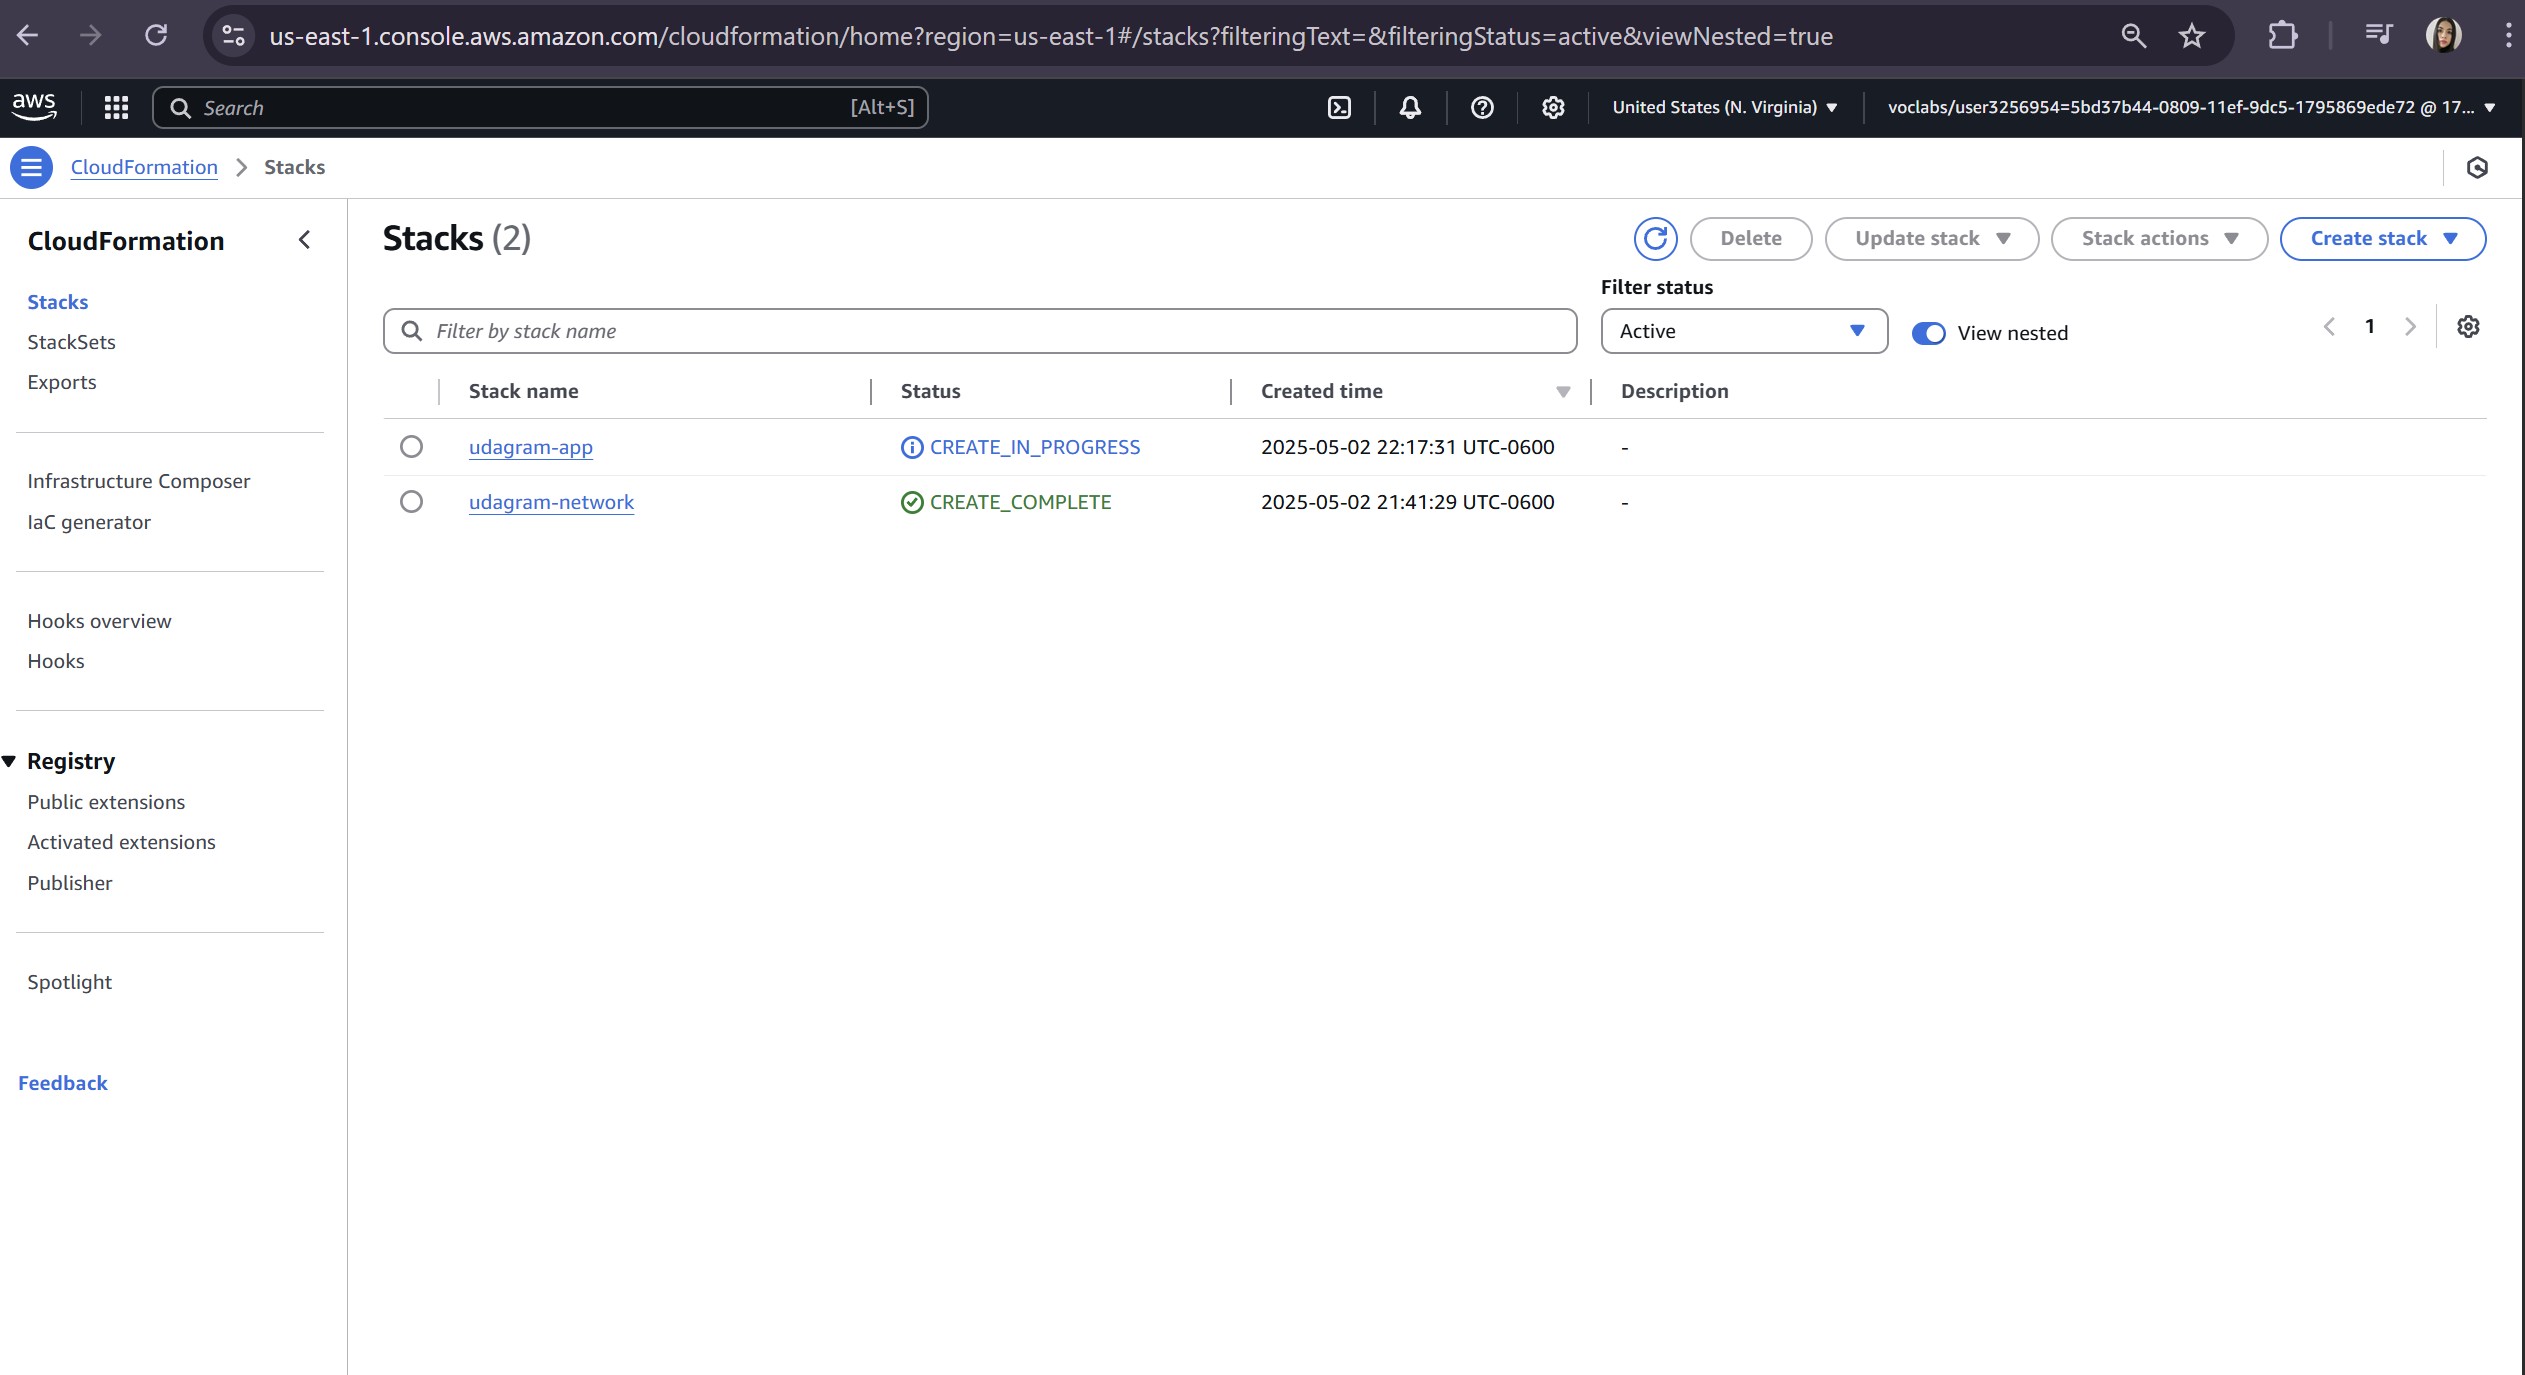 us-east-1.console.aws.amazon.com/cloudformation/home?region=us-east-1#/stacks?filteringText=&filteringStatus=active&viewNested=true
aws
Search
[Alt+S]
United States (N. Virginia)
voclabs/user3256954=5bd37b44-0809-11ef-9dc5-1795869ede72 @ 17...
CloudFormation
Stacks
CloudFormation
Stacks
StackSets
Exports
Infrastructure Composer
IaC generator
Hooks overview
Hooks
Registry
Public extensions
Activated extensions
Publisher
Spotlight
Feedback
Stacks (2)
Delete
Update stack
Stack actions
Create stack
Filter by stack name
Filter status
Active
View nested
1
Stack name Status Created time Description
udagram-app CREATE_IN_PROGRESS 2025-05-02 22:17:31 UTC-0600 -
udagram-network CREATE_COMPLETE 2025-05-02 21:41:29 UTC-0600 -